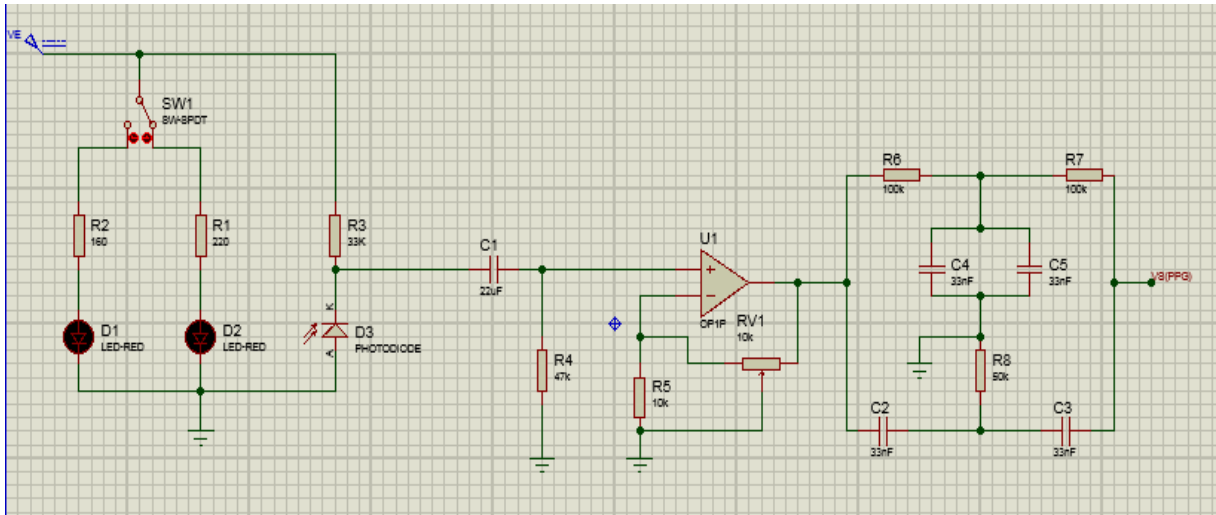 VE
SW1
SW-SPDT
R2
160
R1
220
R3
33K
D1
LED-RED
D2
LED-RED
K
A
D3
PHOTODIODE
C1
22uF
R4
47k
U1
+
−
OP1P
RV1
10k
R5
10k
R6
100k
R7
100k
C4
33nF
C5
33nF
VS(PPG)
R8
50k
C2
33nF
C3
33nF